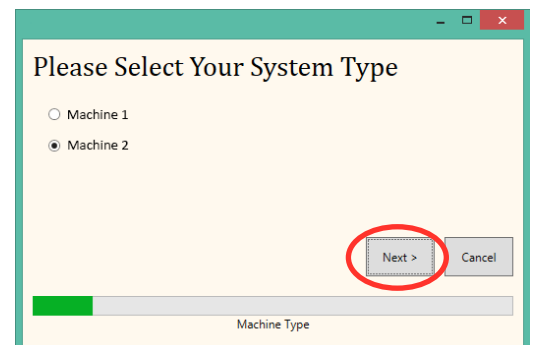 Please Select Your System Type
Machine 1
Machine 2
Next >
Cancel
Machine Type